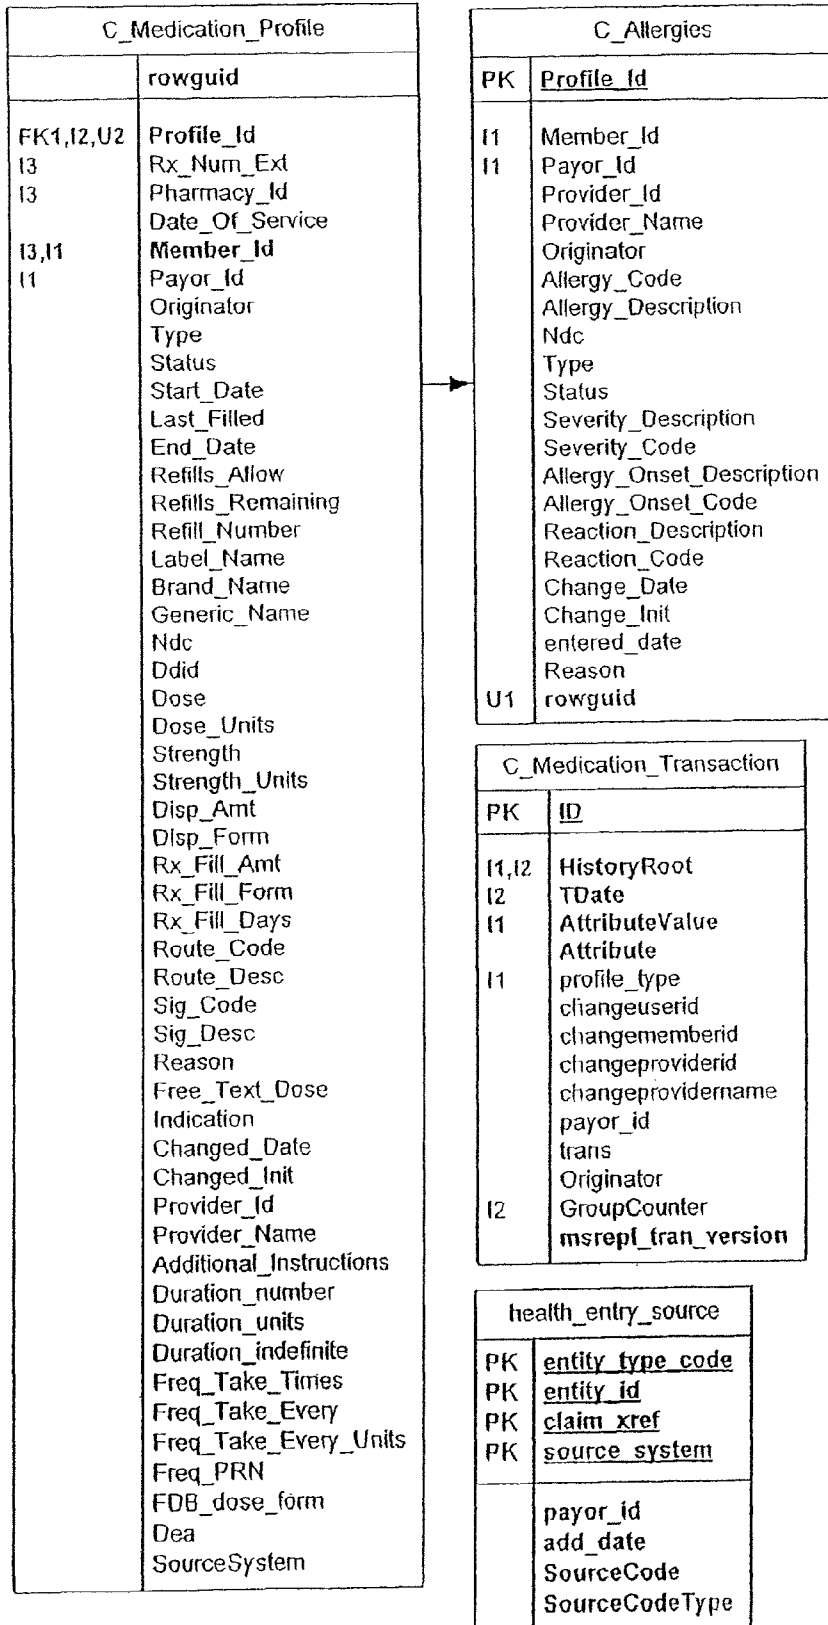 C_Medication_Profile
rowguid
FK1,I2,U2 Profile_Id
I3 Rx_Num_Ext
I3 Pharmacy_Id
Date_Of_Service
I3,I1 Member_Id
I1 Payor_Id
Originator
Type
Status
Start_Date
Last_Filled
End_Date
Refills_Allow
Refills_Remaining
Refill_Number
Label_Name
Brand_Name
Generic_Name
Ndc
Ddid
Dose
Dose_Units
Strength
Strength_Units
Disp_Amt
Disp_Form
Rx_Fill_Amt
Rx_Fill_Form
Rx_Fill_Days
Route_Code
Route_Desc
Sig_Code
Sig_Desc
Reason
Free_Text_Dose
Indication
Changed_Date
Changed_Init
Provider_Id
Provider_Name
Additional_Instructions
Duration_number
Duration_units
Duration_indefinite
Freq_Take_Times
Freq_Take_Every
Freq_Take_Every_Units
Freq_PRN
FDB_dose_form
Dea
SourceSystem
C_Allergies
PK Profile_Id
I1 Member_Id
I1 Payor_Id
Provider_Id
Provider_Name
Originator
Allergy_Code
Allergy_Description
Ndc
Type
Status
Severity_Description
Severity_Code
Allergy_Onset_Description
Allergy_Onset_Code
Reaction_Description
Reaction_Code
Change_Date
Change_Init
entered_date
Reason
U1 rowguid
C_Medication_Transaction
PK ID
I1,I2 HistoryRoot
I2 TDate
I1 AttributeValue
Attribute
I1 profile_type
changeuserid
changememberid
changeproviderid
changeprovidername
payor_id
trans
Originator
I2 GroupCounter
msrepl_tran_version
health_entry_source
PK entity_type_code
PK entity_id
PK claim_xref
PK source_system
payor_id
add_date
SourceCode
SourceCodeType